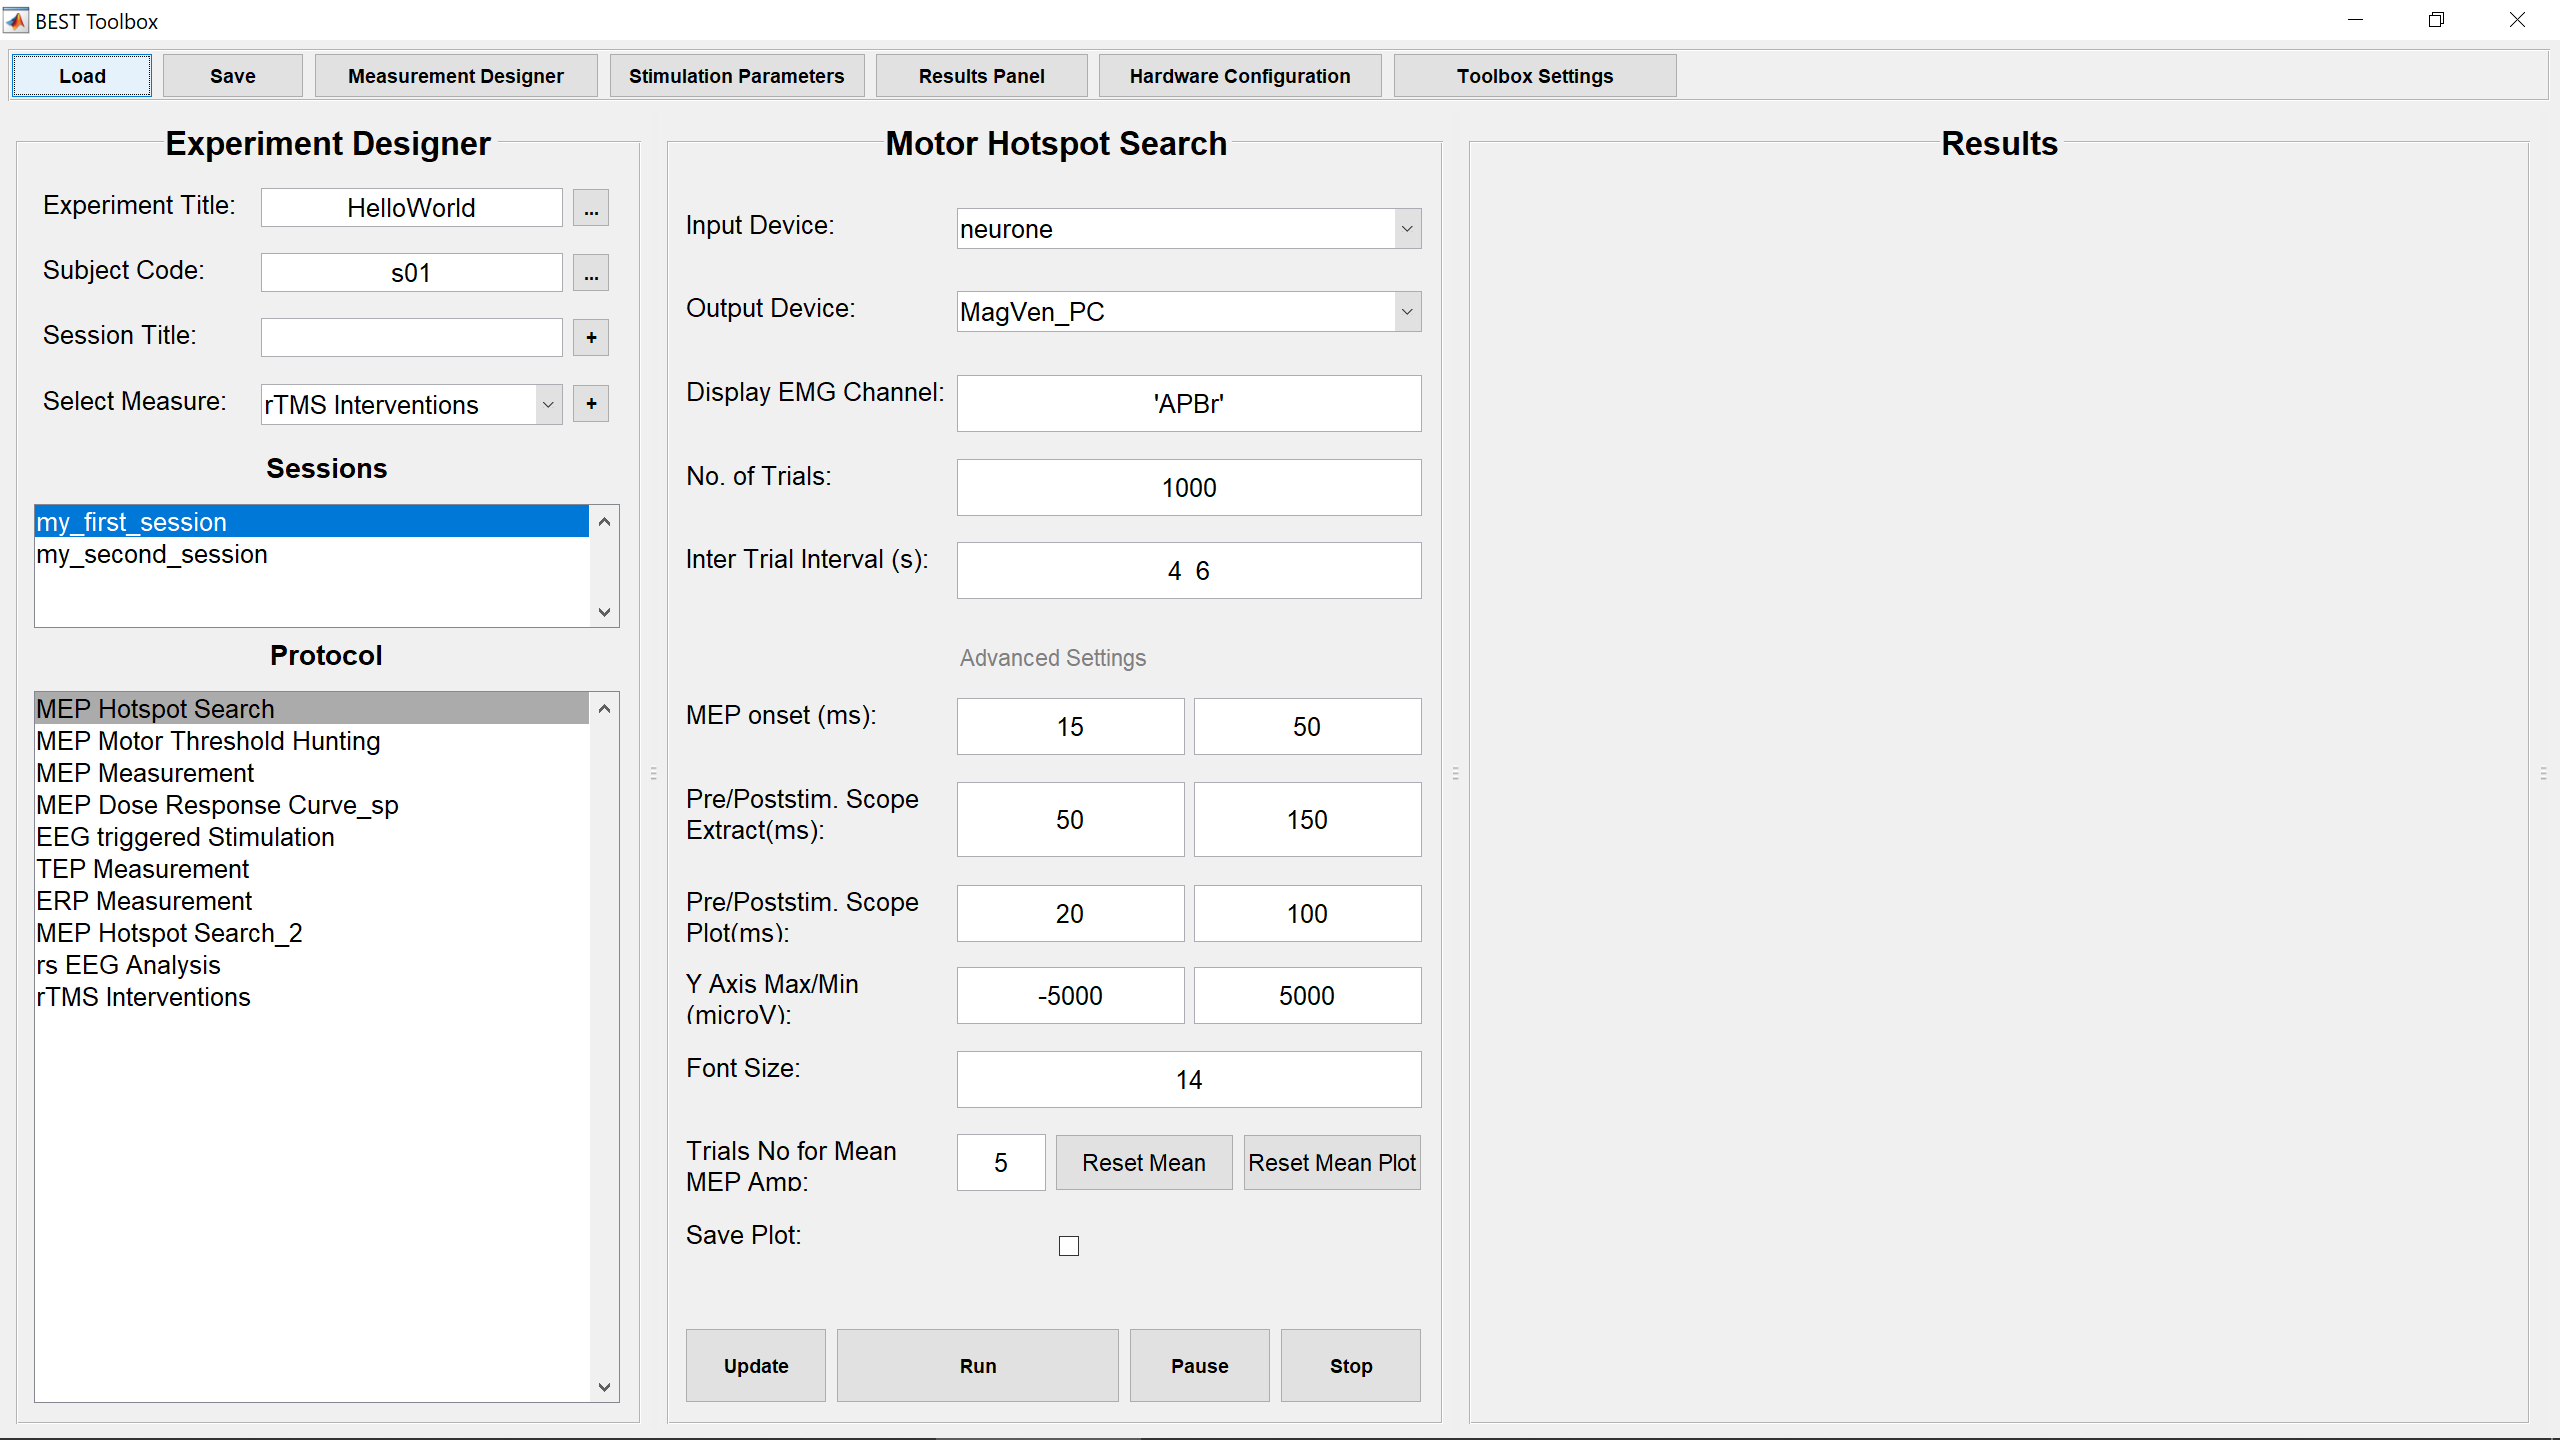 BEST Toolbox
Load Save Measurement Designer Stimulation Parameters Results Panel Hardware Configuration Toolbox Settings
Experiment Designer
Experiment Title: HelloWorld ...
Subject Code: s01 ...
Session Title: +
Select Measure: rTMS Interventions +
Sessions
my_first_session
my_second_session
Protocol
MEP Hotspot Search
MEP Motor Threshold Hunting
MEP Measurement
MEP Dose Response Curve_sp
EEG triggered Stimulation
TEP Measurement
ERP Measurement
MEP Hotspot Search_2
rs EEG Analysis
rTMS Interventions
Motor Hotspot Search
Input Device: neurone
Output Device: MagVen_PC
Display EMG Channel: 'APBr'
No. of Trials: 1000
Inter Trial Interval (s): 4 6
Advanced Settings
MEP onset (ms): 15 50
Pre/Poststim. Scope
Extract(ms): 50 150
Pre/Poststim. Scope
Plot(ms): 20 100
Y Axis Max/Min
(microV): -5000 5000
Font Size: 14
Trials No for Mean
MEP Amp: 5 Reset Mean Reset Mean Plot
Save Plot:
Update Run Pause Stop
Results